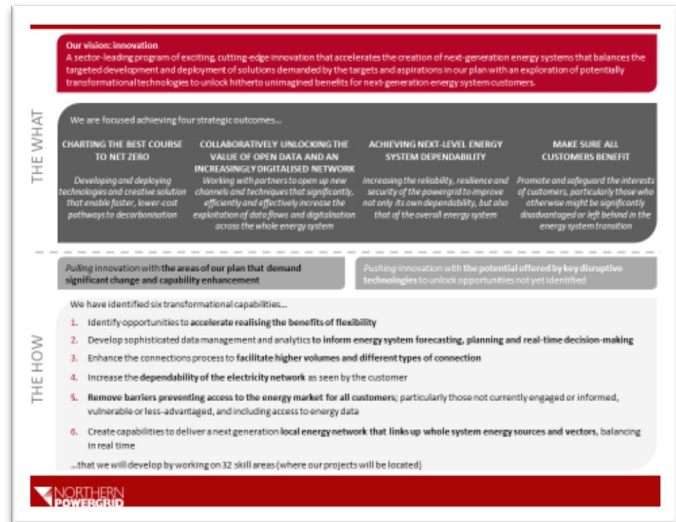 Our vision: innovation
A sector-leading program of exciting, cutting-edge innovation that accelerates the creation of next-generation energy systems that balances the
targeted development and deployment of solutions demanded by the targets and aspirations in our plan with an exploration of potentially
transformational technologies to unlock hitherto unimagined benefits for next-generation energy system customers.
THE WHAT
We are focused achieving four strategic outcomes...
CHARTING THE BEST COURSE
TO NET ZERO
Developing and deploying
technologies and creative solution
that enable faster, lower-cost
pathways to decarbonisation
COLLABORATIVELY UNLOCKING THE
VALUE OF OPEN DATA AND AN
INCREASINGLY DIGITALISED NETWORK
Working with partners to open up new
channels and techniques that significantly,
efficiently and effectively increase the
exploitation of data flows and digitalisation
across the whole energy system
ACHIEVING NEXT-LEVEL ENERGY
SYSTEM DEPENDABILITY
Increasing the reliability, resilience and
security of the powergrid to improve
not only its own dependability, but also
that of the overall energy system
MAKE SURE ALL
CUSTOMERS BENEFIT
Promote and safeguard the interests
of customers, particularly those who
otherwise might be significantly
disadvantaged or left behind in the
energy system transition
Pulling innovation with the areas of our plan that demand
significant change and capability enhancement
Pushing innovation with the potential offered by key disruptive
technologies to unlock opportunities not yet identified
THE HOW
We have identified six transformational capabilities...
1. Identify opportunities to accelerate realising the benefits of flexibility
2. Develop sophisticated data management and analytics to inform energy system forecasting, planning and real-time decision-making
3. Enhance the connections process to facilitate higher volumes and different types of connection
4. Increase the dependability of the electricity network as seen by the customer
5. Remove barriers preventing access to the energy market for all customers; particularly those not currently engaged or informed,
vulnerable or less-advantaged, and including access to energy data
6. Create capabilities to deliver a next generation local energy network that links up whole system energy sources and vectors, balancing
in real time
...that we will develop by working on 32 skill areas (where our projects will be located)
NORTHERN
POWERGRID